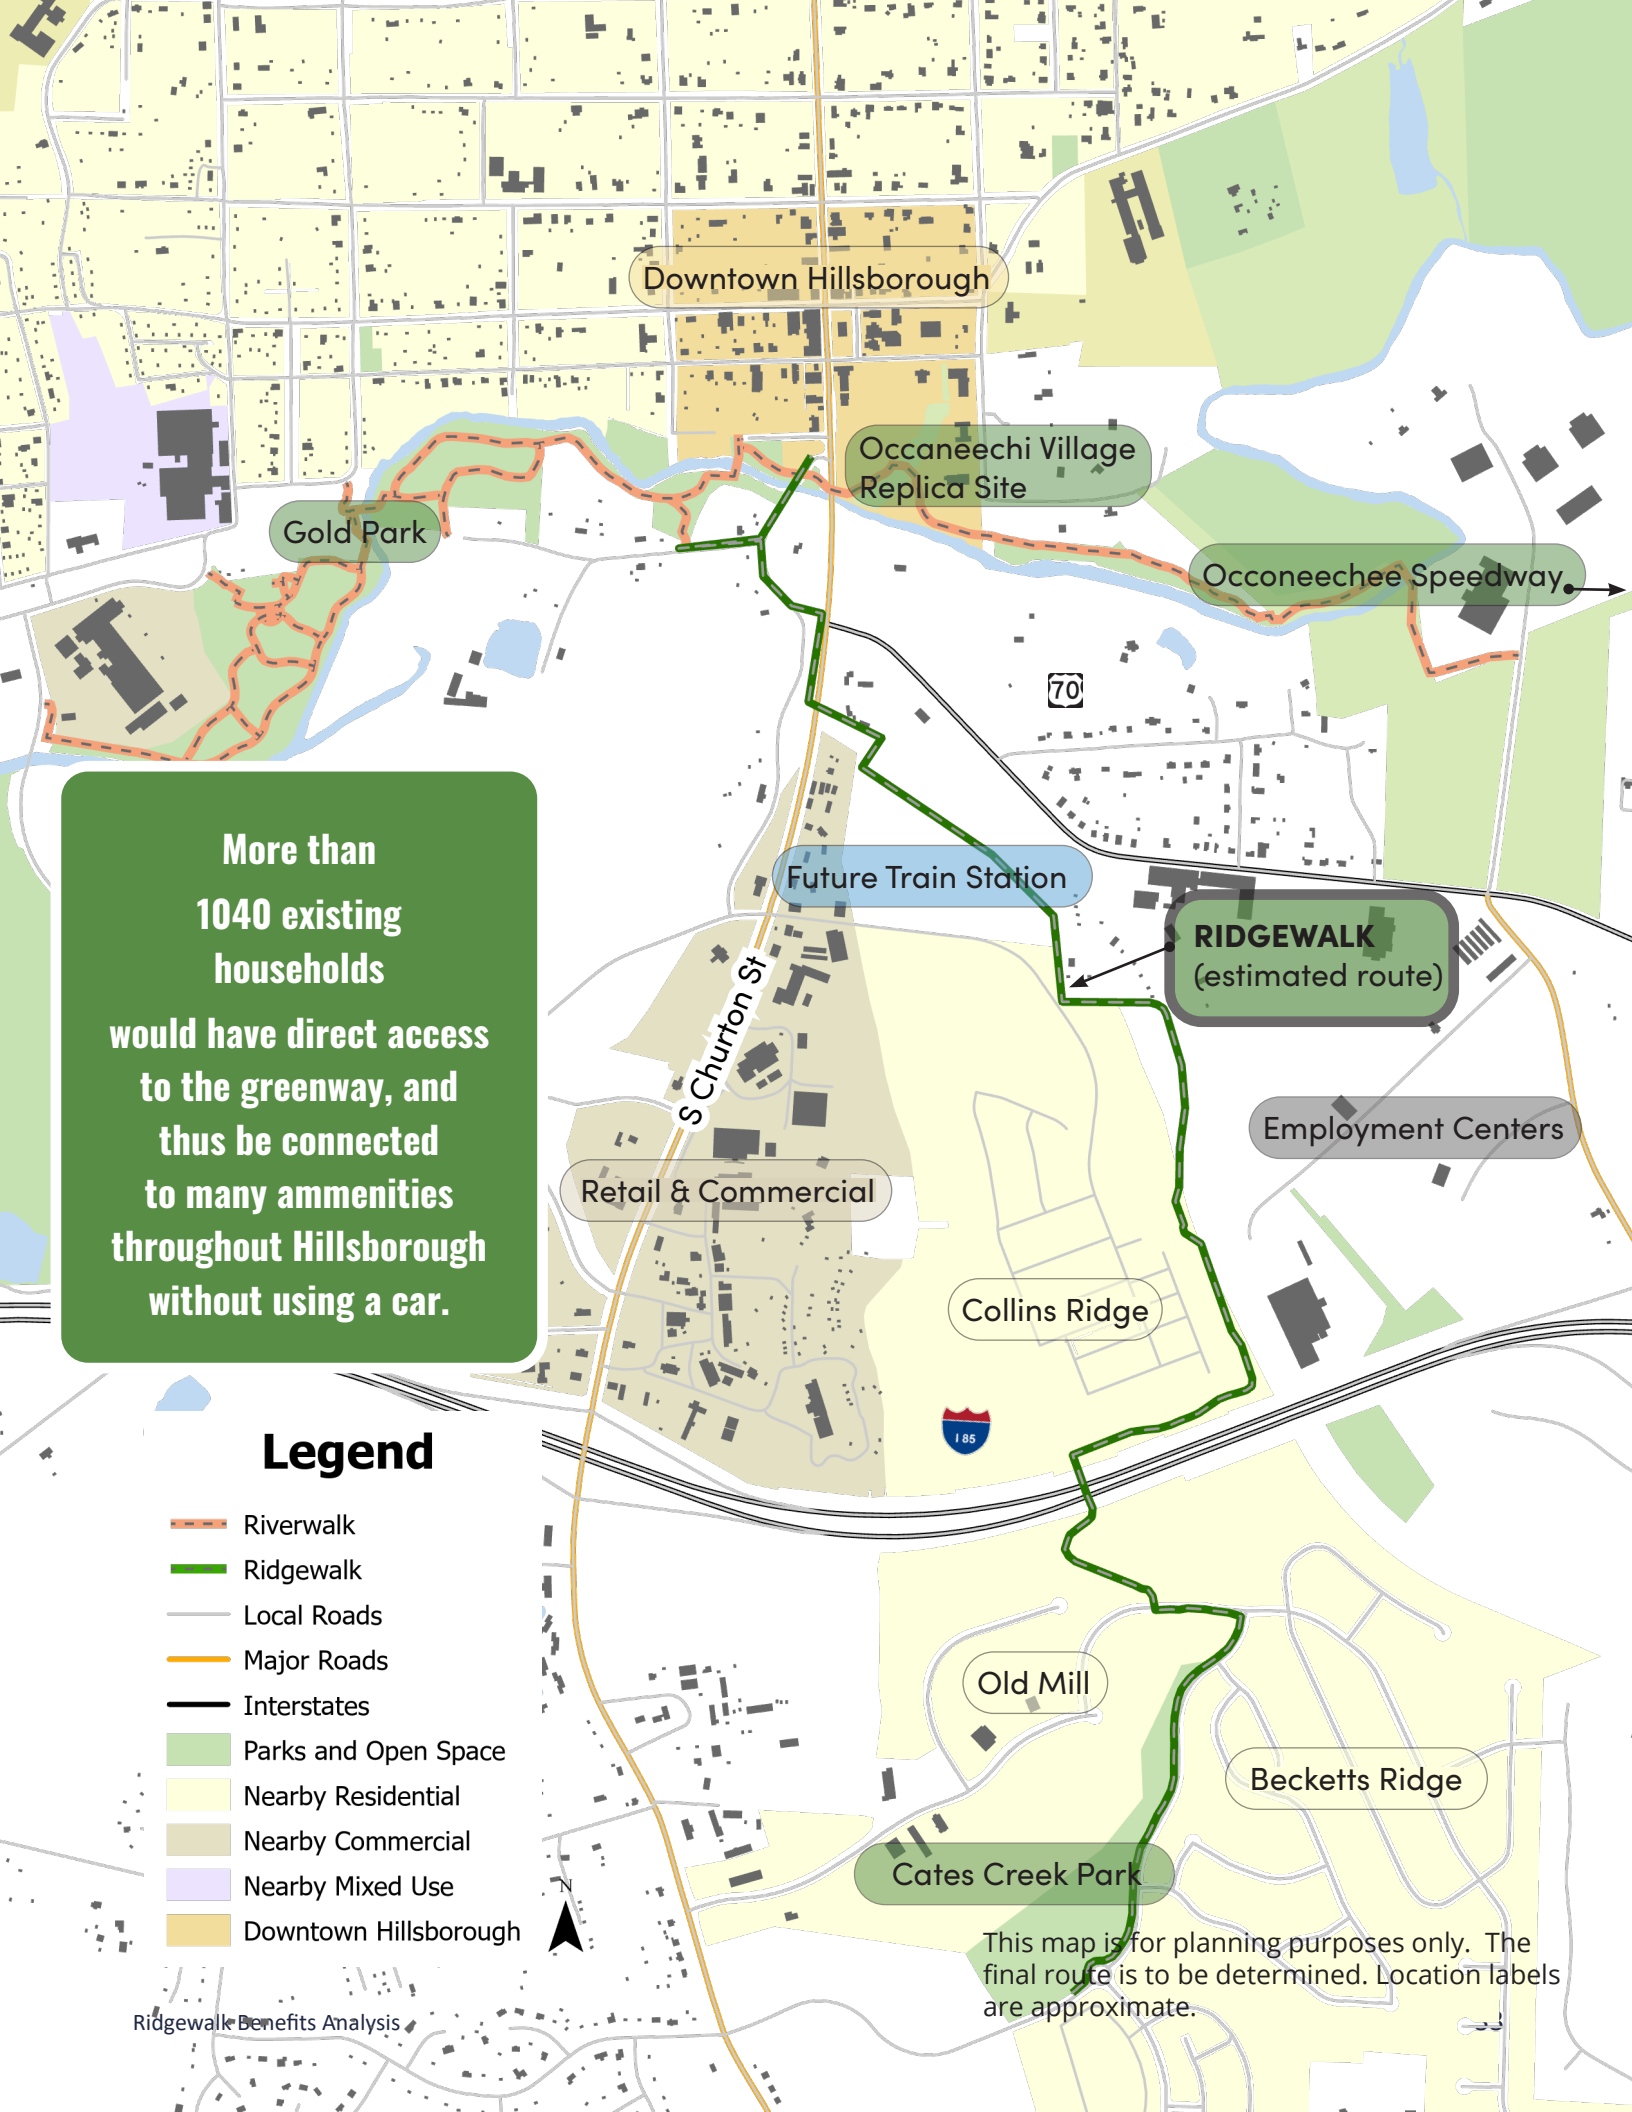 Downtown Hillsborough
Occaneechi Village
Replica Site
Gold Park
Occoneechee Speedway
70
More than
1040 existing
households
would have direct access
to the greenway, and
thus be connected
to many ammenities
throughout Hillsborough
without using a car.
Future Train Station
RIDGEWALK
(estimated route)
S Churton St
Employment Centers
Retail & Commercial
Collins Ridge
I 85
Legend
Riverwalk
Ridgewalk
Local Roads
Major Roads
Interstates
Parks and Open Space
Nearby Residential
Nearby Commercial
Nearby Mixed Use
Downtown Hillsborough
N
Old Mill
Becketts Ridge
Cates Creek Park
This map is for planning purposes only.  The
final route is to be determined. Location labels
are approximate.
Ridgewalk Benefits Analysis